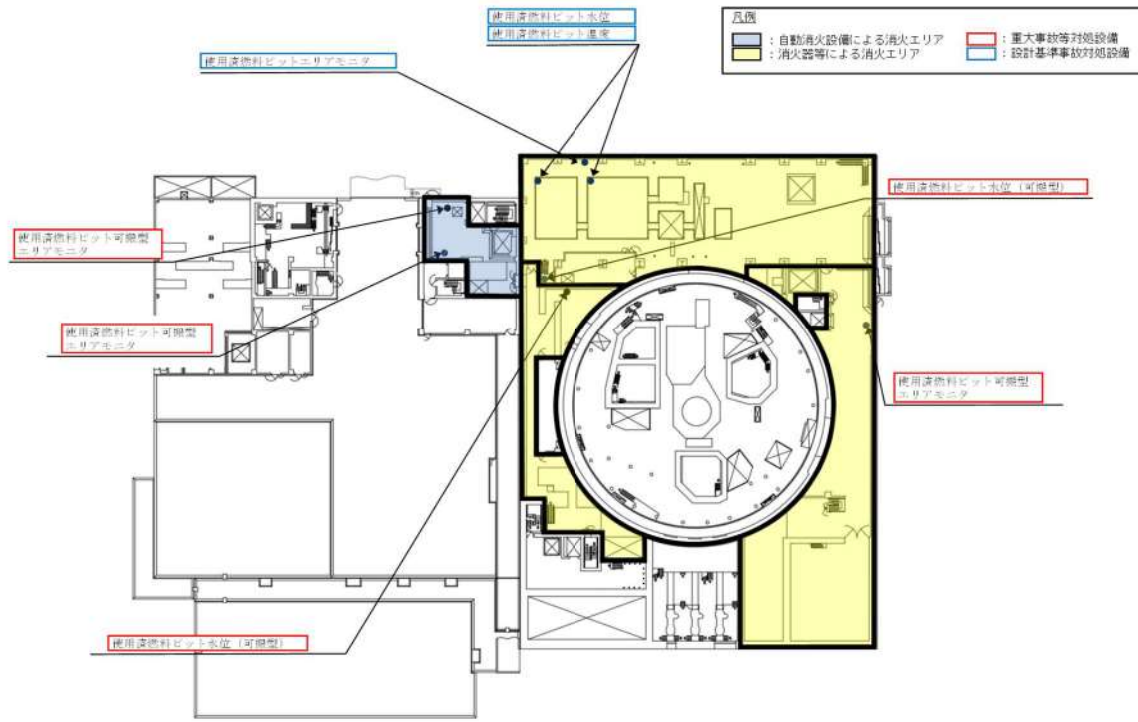 使用済燃料ピット水位
使用済燃料ピット温度
使用済燃料ピットエリアモニタ
凡例
：自動消火設備による消火エリア
：消火器等による消火エリア
：重大事故等対処設備
：設計基準事故対処設備
使用済燃料ピット水位（可搬型）
使用済燃料ピット可搬型
エリアモニタ
使用済燃料ピット可搬型
エリアモニタ
使用済燃料ピット可搬型
エリアモニタ
使用済燃料ピット水位（可搬型）